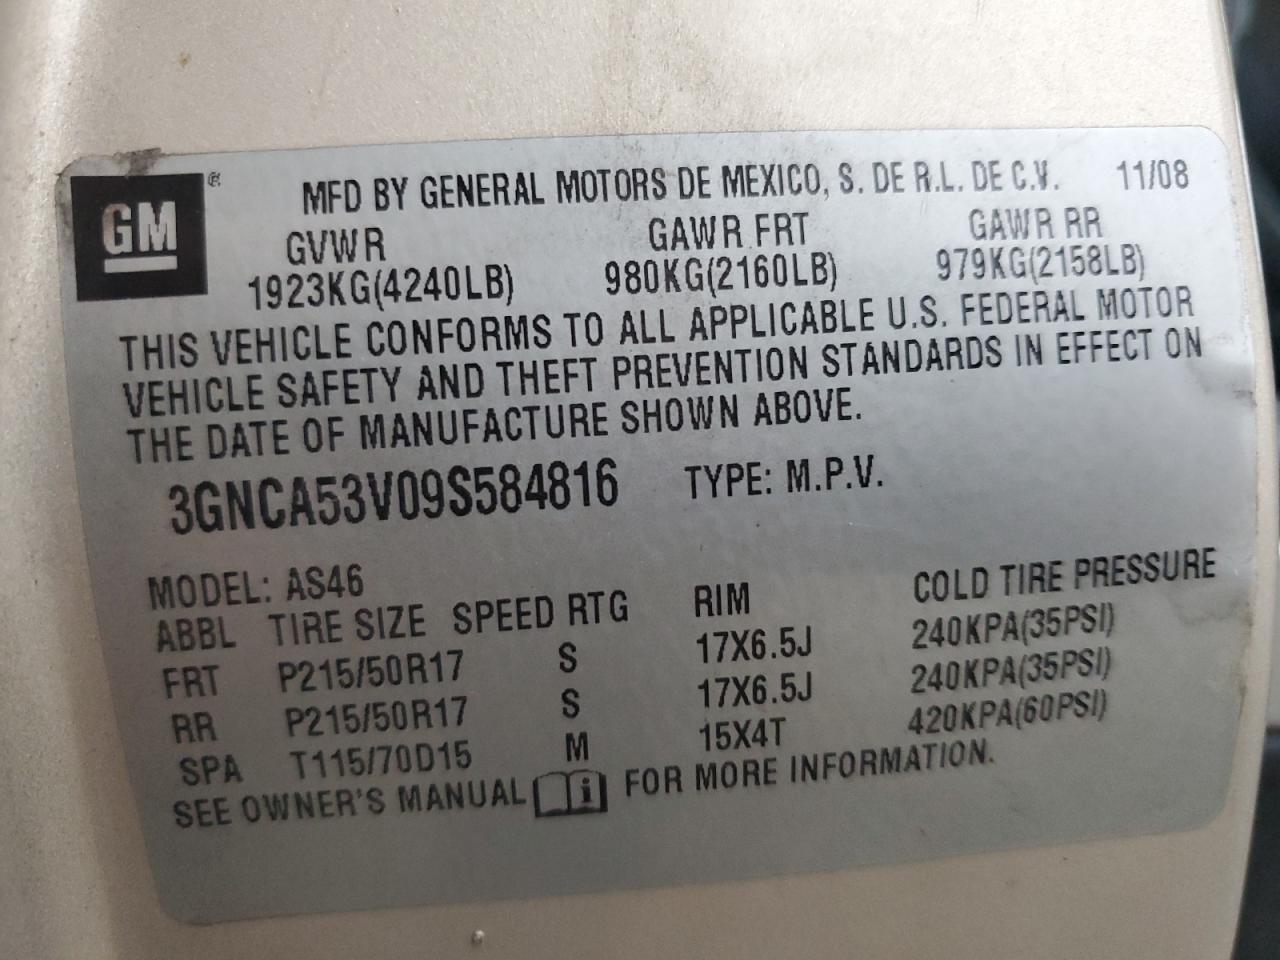 GM ®
MFD BY GENERAL MOTORS DE MEXICO, S. DE R.L. DE C.V. 11/08
GVWR GAWR FRT GAWR RR
1923KG(4240LB) 980KG(2160LB) 979KG(2158LB)
THIS VEHICLE CONFORMS TO ALL APPLICABLE U.S. FEDERAL MOTOR
VEHICLE SAFETY AND THEFT PREVENTION STANDARDS IN EFFECT ON
THE DATE OF MANUFACTURE SHOWN ABOVE.
3GNCA53V09S584816 TYPE: M.P.V.
MODEL: AS46
ABBL TIRE SIZE SPEED RTG RIM COLD TIRE PRESSURE
FRT P215/50R17 S 17X6.5J 240KPA(35PSI)
RR P215/50R17 S 17X6.5J 240KPA(35PSI)
SPA T115/70D15 M 15X4T 420KPA(60PSI)
SEE OWNER'S MANUAL i FOR MORE INFORMATION.